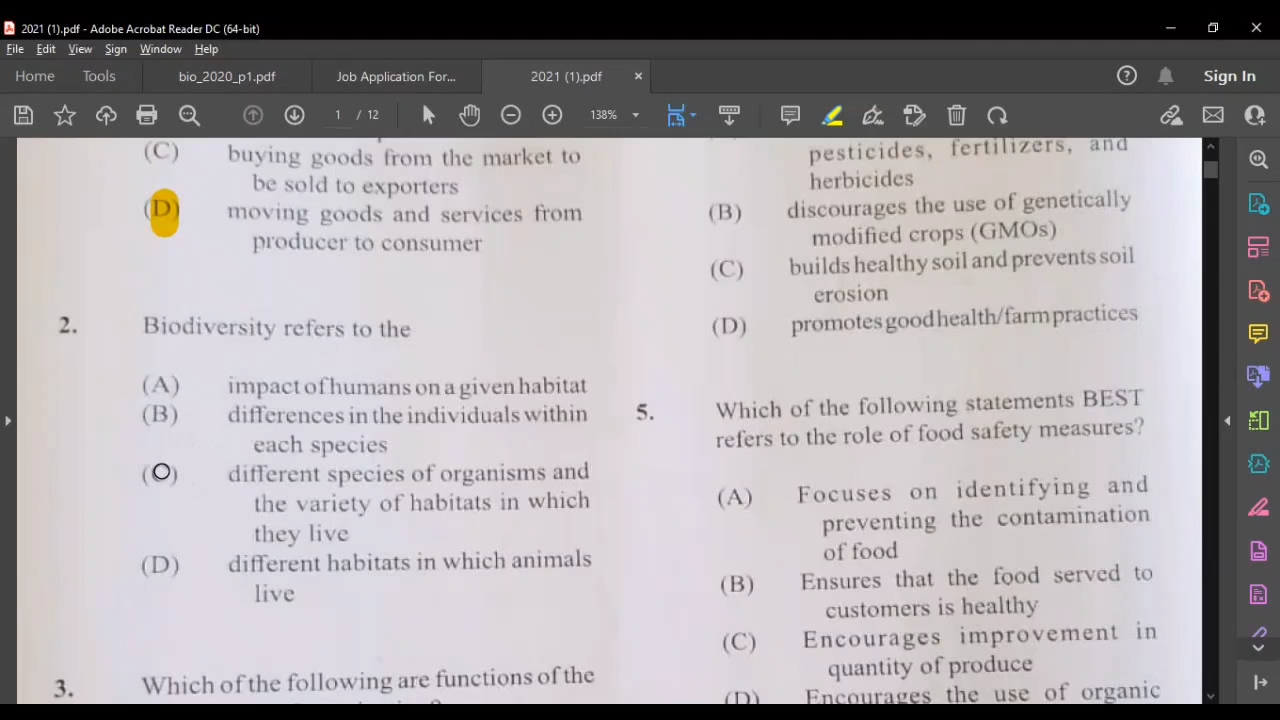 2021 (1).pdf - Adobe Acrobat Reader DC (64-bit)
File Edit View Sign Window Help
Home Tools bio_2020_p1.pdf Job Application For... 2021 (1).pdf × Sign In
1 / 12 138%
(C) buying goods from the market to
be sold to exporters
(D) moving goods and services from
producer to consumer
2. Biodiversity refers to the
(A) impact of humans on a given habitat
(B) differences in the individuals within
each species
(C) different species of organisms and
the variety of habitats in which
they live
(D) different habitats in which animals
live
3. Which of the following are functions of the
pesticides, fertilizers, and
herbicides
(B) discourages the use of genetically
modified crops (GMOs)
(C) builds healthy soil and prevents soil
erosion
(D) promotes good health/farm practices
5. Which of the following statements BEST
refers to the role of food safety measures?
(A) Focuses on identifying and
preventing the contamination
of food
(B) Ensures that the food served to
customers is healthy
(C) Encourages improvement in
quantity of produce
(D) Encourages the use of organic